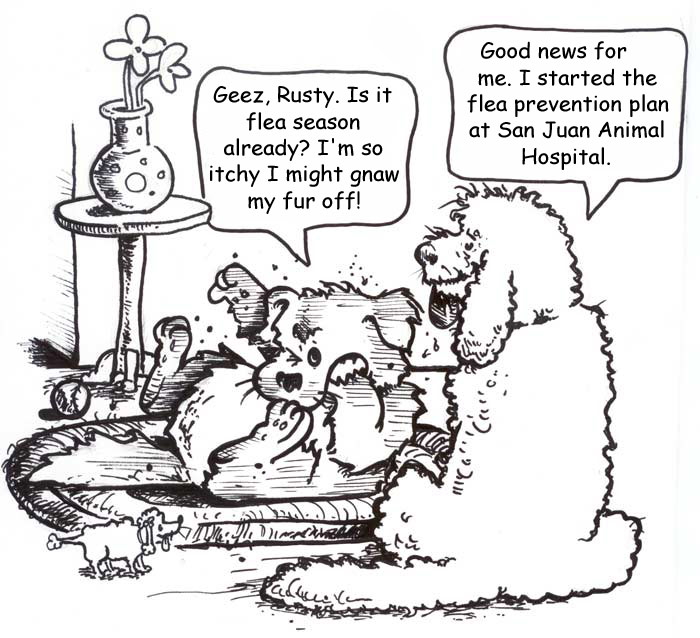 Geez, Rusty. Is it
flea season
already? I'm so
itchy I might gnaw
my fur off!
Good news for
me. I started the
flea prevention plan
at San Juan Animal
Hospital.